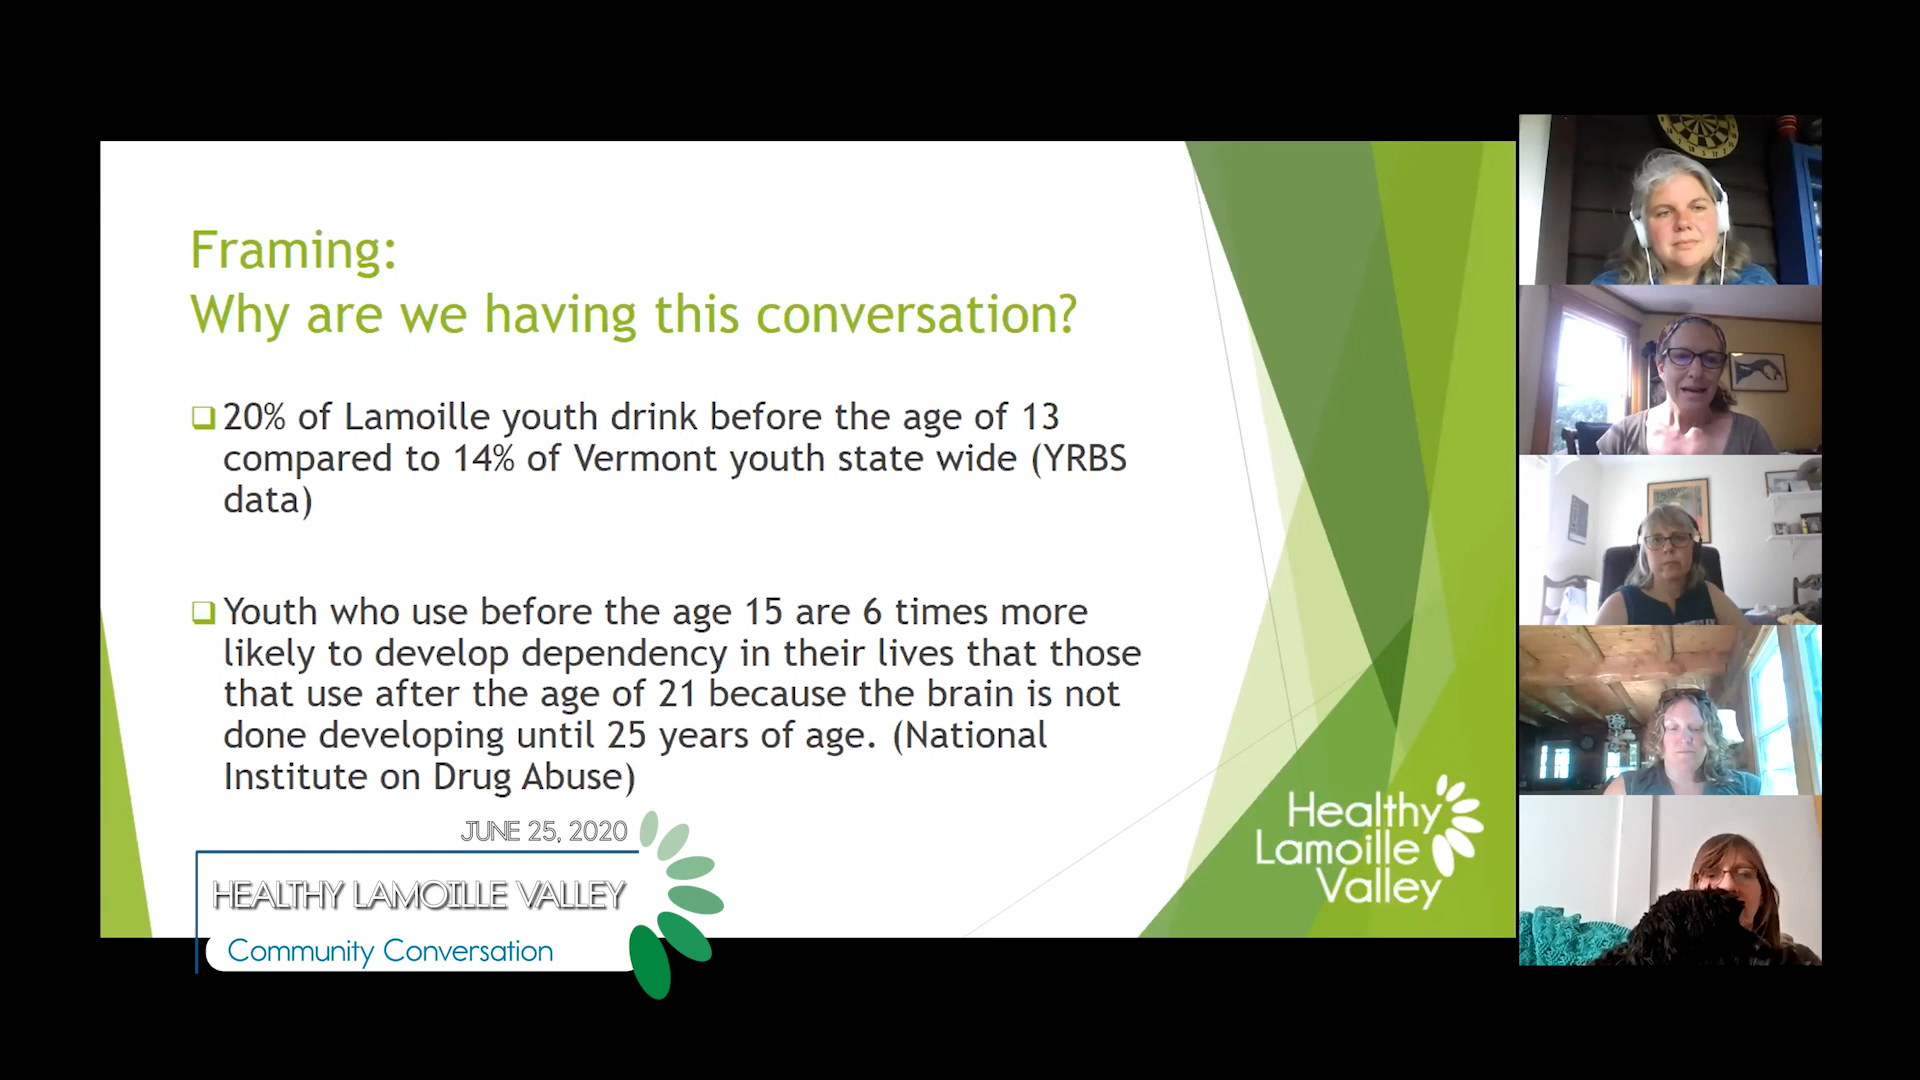 Framing:
Why are we having this conversation?
20% of Lamoille youth drink before the age of 13
compared to 14% of Vermont youth state wide (YRBS
data)
Youth who use before the age 15 are 6 times more
likely to develop dependency in their lives that those
that use after the age of 21 because the brain is not
done developing until 25 years of age. (National
Institute on Drug Abuse)
JUNE 25, 2020
HEALTHY LAMOILLE VALLEY
Community Conversation
Healthy
Lamoille
Valley